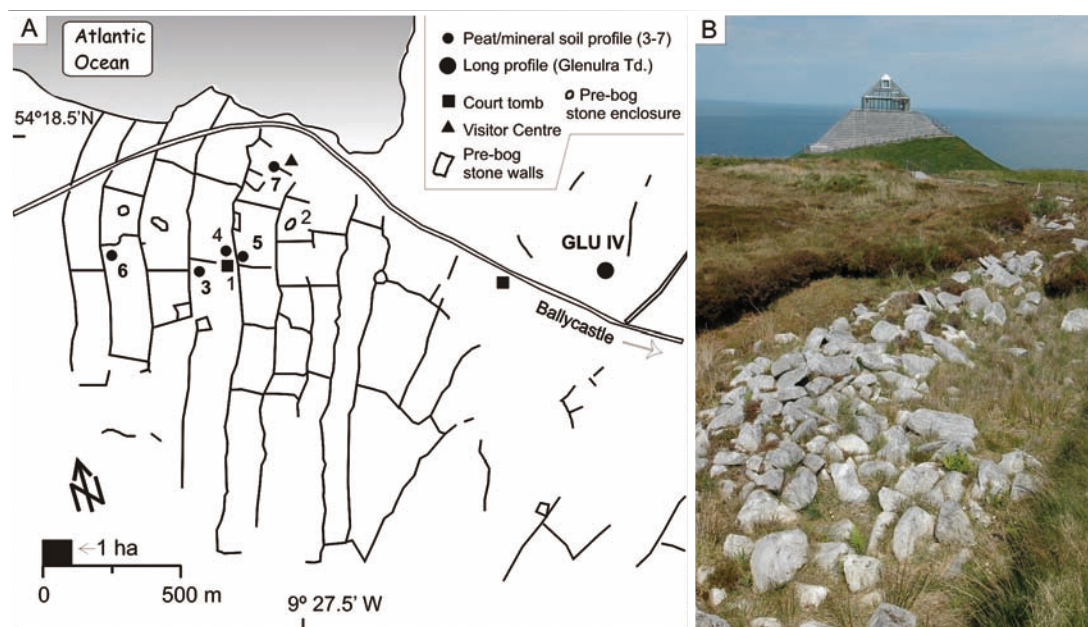 A
Atlantic
Ocean
54º18.5'N
Peat/mineral soil profile (3-7)
Long profile (Glenulra Td.)
Court tomb
Pre-bog
stone enclosure
Visitor Centre
Pre-bog
stone walls
7
2
4
5
6
3
1
GLU IV
Ballycastle
N
1 ha
0
500 m
9º 27.5' W
B